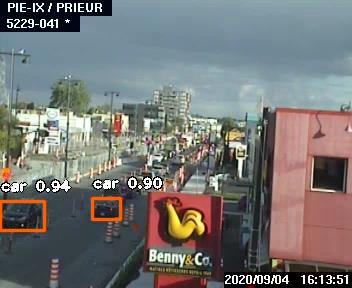 PIE-IX / PRIEUR
5229-041 *
car 0.94
car 0.90
Benny&Co.
2020/09/04 16:13:51